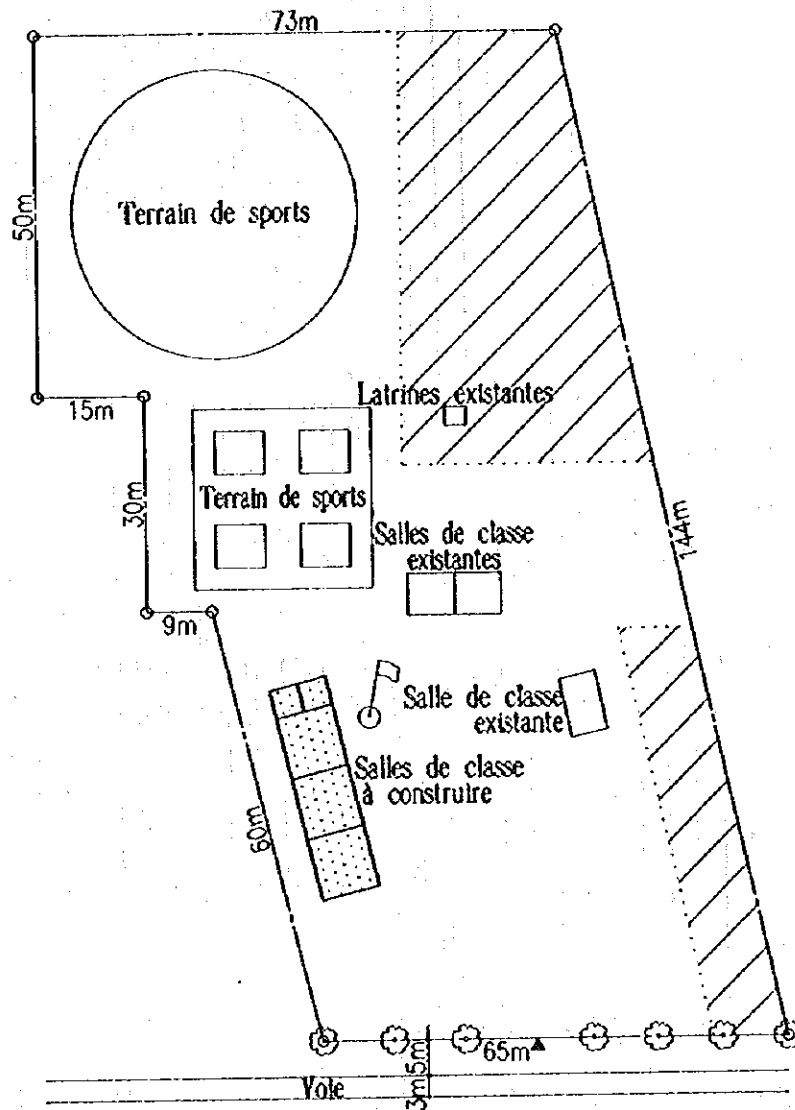 73m
50m
Terrain de sports
15m
Latrines existantes
30m
Terrain de sports
Salles de classe
existantes
144m
9m
Salle de classe
existante
Salles de classe
à construire
60m
65m
5m
3m
Voie